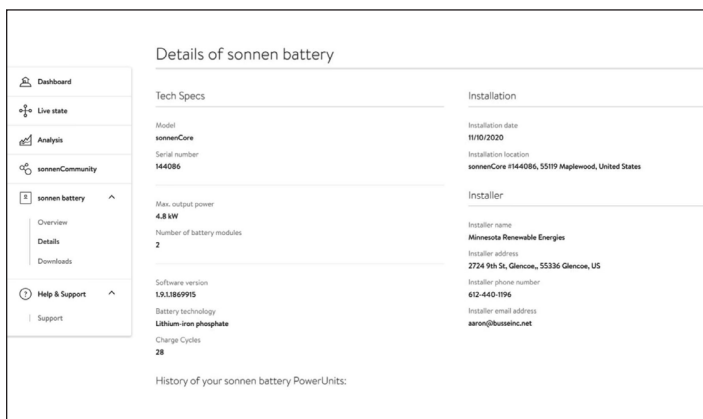 Details of sonnen battery
Dashboard
Live state
Analysis
sonnenCommunity
sonnen battery
Overview
Details
Downloads
Help & Support
Support
Tech Specs
Model
sonnenCore
Serial number
144086
Max. output power
4.8 kW
Number of battery modules
2
Software version
1.9.1.1869915
Battery technology
Lithium-iron phosphate
Charge Cycles
28
History of your sonnen battery PowerUnits:
Installation
Installation date
11/10/2020
Installation location
sonnenCore #144086, 55119 Maplewood, United States
Installer
Installer name
Minnesota Renewable Energies
Installer address
2724 9th St, Glencoe,, 55336 Glencoe, US
Installer phone number
612-440-1196
Installer email address
aaron@busseinc.net